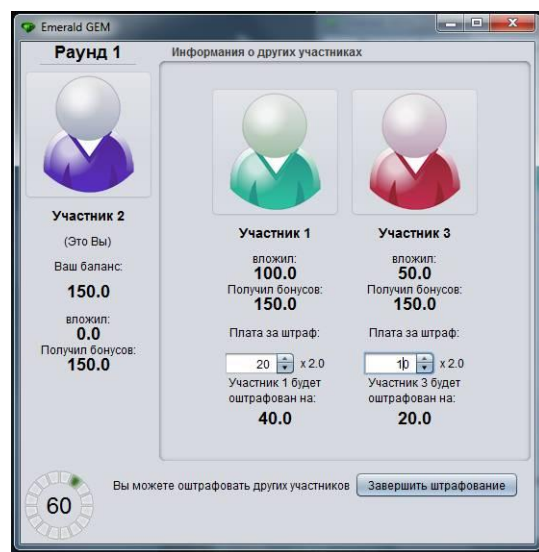 Emerald GEM
Раунд 1
Информания о других участниках
Участник 2
(Это Вы)
Ваш баланс:
150.0
вложил:
0.0
Получил бонусов:
150.0
Участник 1
вложил:
100.0
Получил бонусов:
150.0
Плата за штраф:
20 x 2.0
Участник 1 будет
оштрафован на:
40.0
Участник 3
вложил:
50.0
Получил бонусов:
150.0
Плата за штраф:
10 x 2.0
Участник 3 будет
оштрафован на:
20.0
60
Вы можете оштрафовать других участников
Завершить штрафование